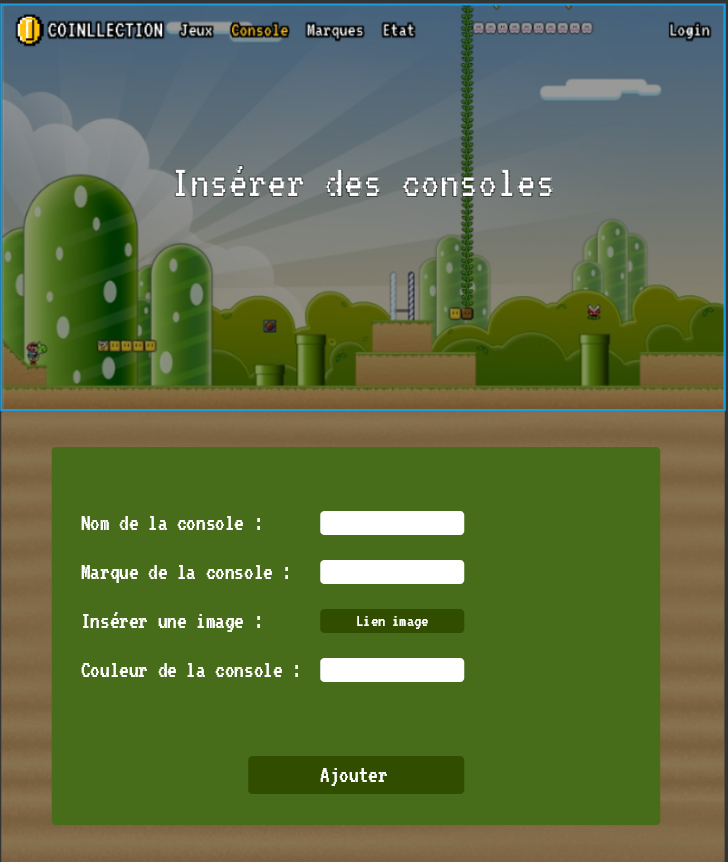 COINLLECTION Jeux Console Marques Etat Login
Insérer des consoles
Nom de la console :
Marque de la console :
Insérer une image : Lien image
Couleur de la console :
Ajouter